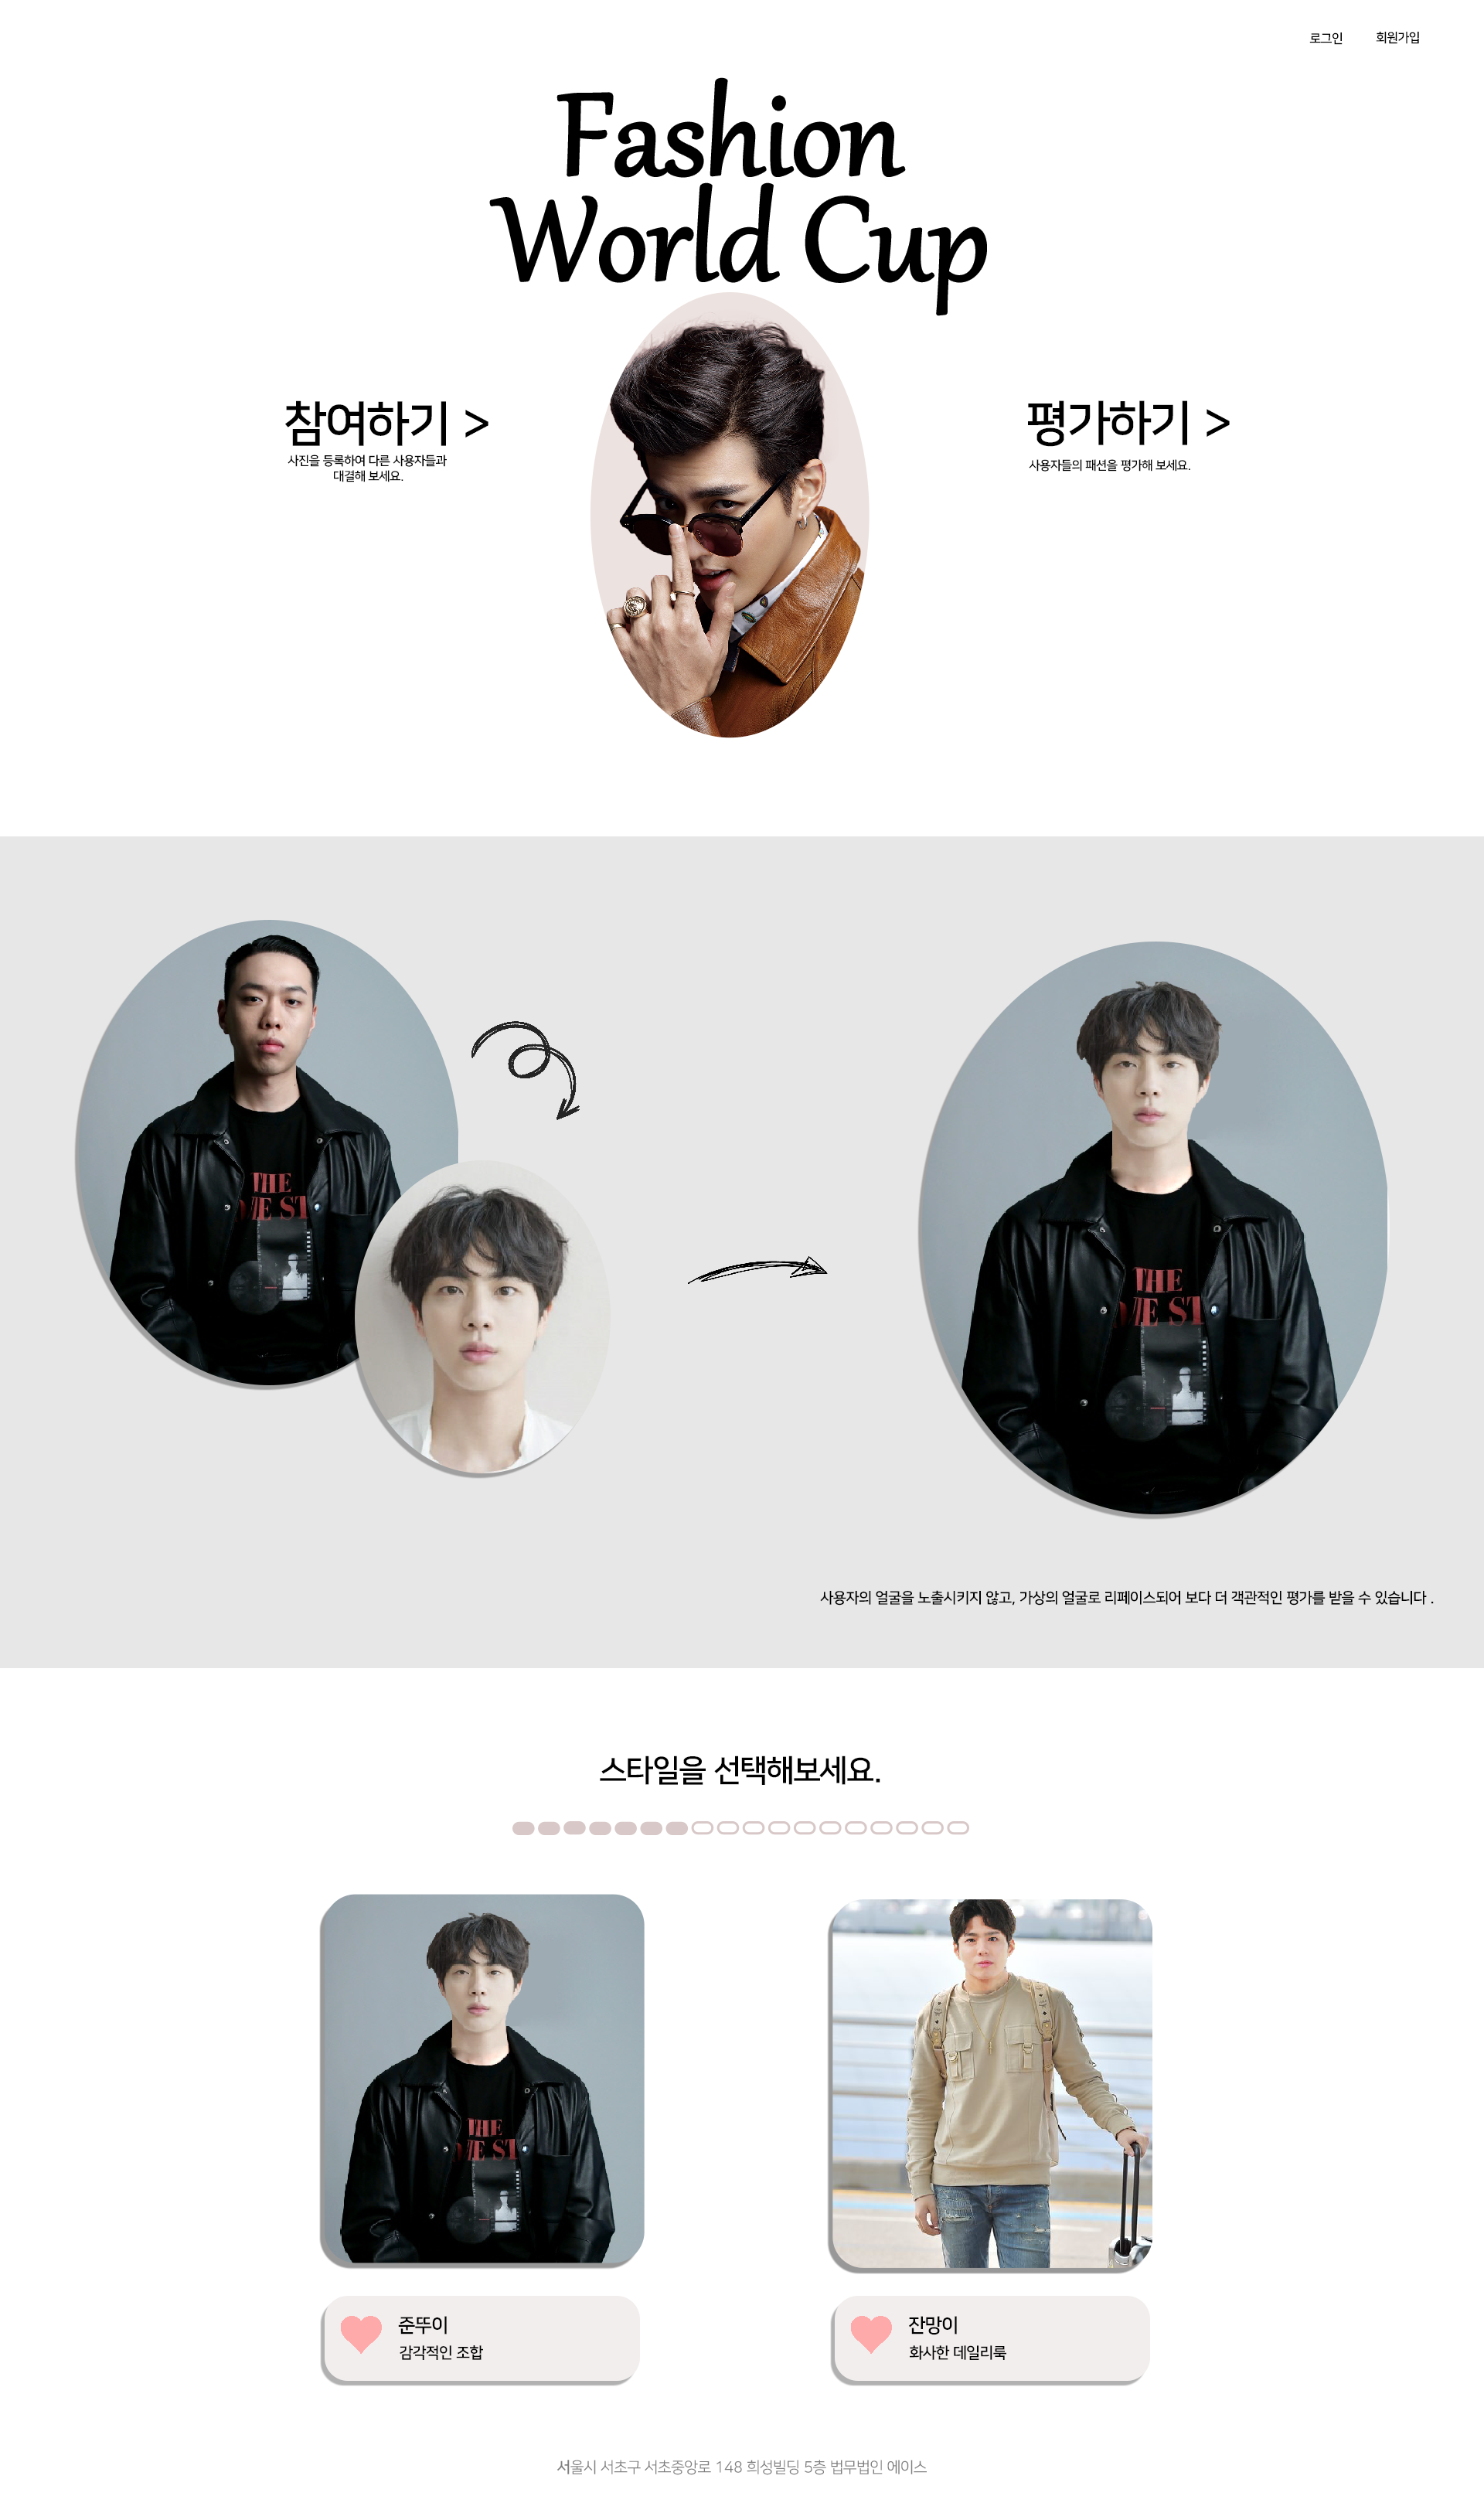 로그인 회원가입
Fashion
World Cup
참여하기 >
사진을 등록하여 다른 사용자들과
대결해 보세요.
평가하기 >
사용자들의 패션을 평가해 보세요.
THE
THE
사용자의 얼굴을 노출시키지 않고, 가상의 얼굴로 리페이스되어 보다 더 객관적인 평가를 받을 수 있습니다 .
스타일을 선택해보세요.
THE
준뚜이
감각적인 조합
잔망이
화사한 데일리룩
서울시 서초구 서초중앙로 148 희성빌딩 5층 법무법인 에이스